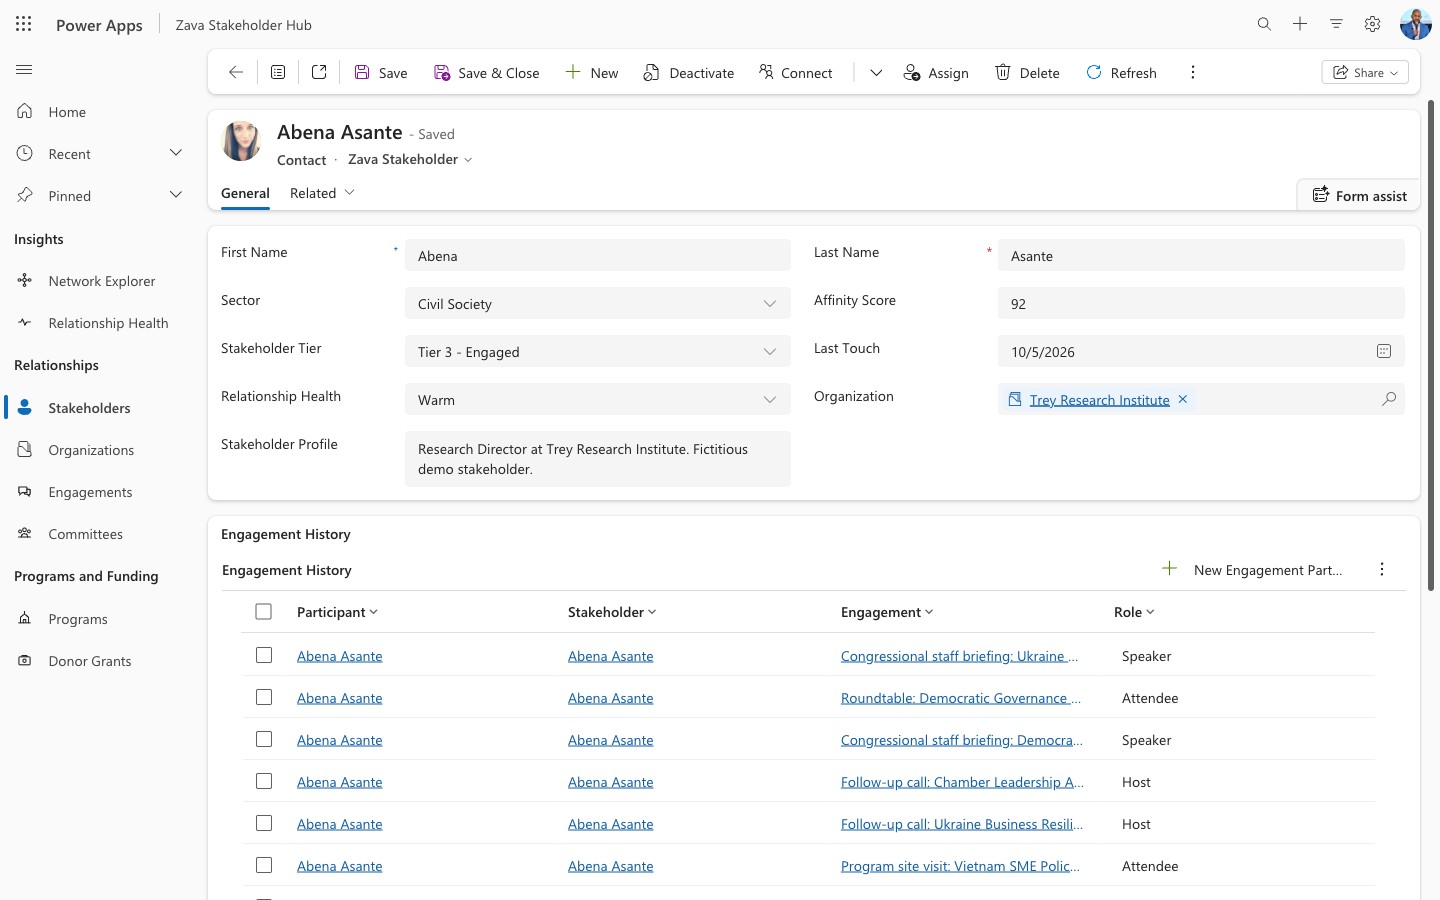 Power Apps
Zava Stakeholder Hub
Save
Save & Close
New
Deactivate
Connect
Assign
Delete
Refresh
Share
Home
Recent
Pinned
Insights
Network Explorer
Relationship Health
Relationships
Stakeholders
Organizations
Engagements
Committees
Programs and Funding
Programs
Donor Grants
Abena Asante - Saved
Contact · Zava Stakeholder
General Related
Form assist
First Name * Abena
Last Name * Asante
Sector Civil Society
Affinity Score 92
Stakeholder Tier Tier 3 - Engaged
Last Touch 10/5/2026
Relationship Health Warm
Organization Trey Research Institute
Stakeholder Profile Research Director at Trey Research Institute. Fictitious
demo stakeholder.
Engagement History
Engagement History
New Engagement Part...
Participant Stakeholder Engagement Role
Abena Asante Abena Asante Congressional staff briefing: Ukraine ... Speaker
Abena Asante Abena Asante Roundtable: Democratic Governance ... Attendee
Abena Asante Abena Asante Congressional staff briefing: Democra... Speaker
Abena Asante Abena Asante Follow-up call: Chamber Leadership A... Host
Abena Asante Abena Asante Follow-up call: Ukraine Business Resili... Host
Abena Asante Abena Asante Program site visit: Vietnam SME Polic... Attendee